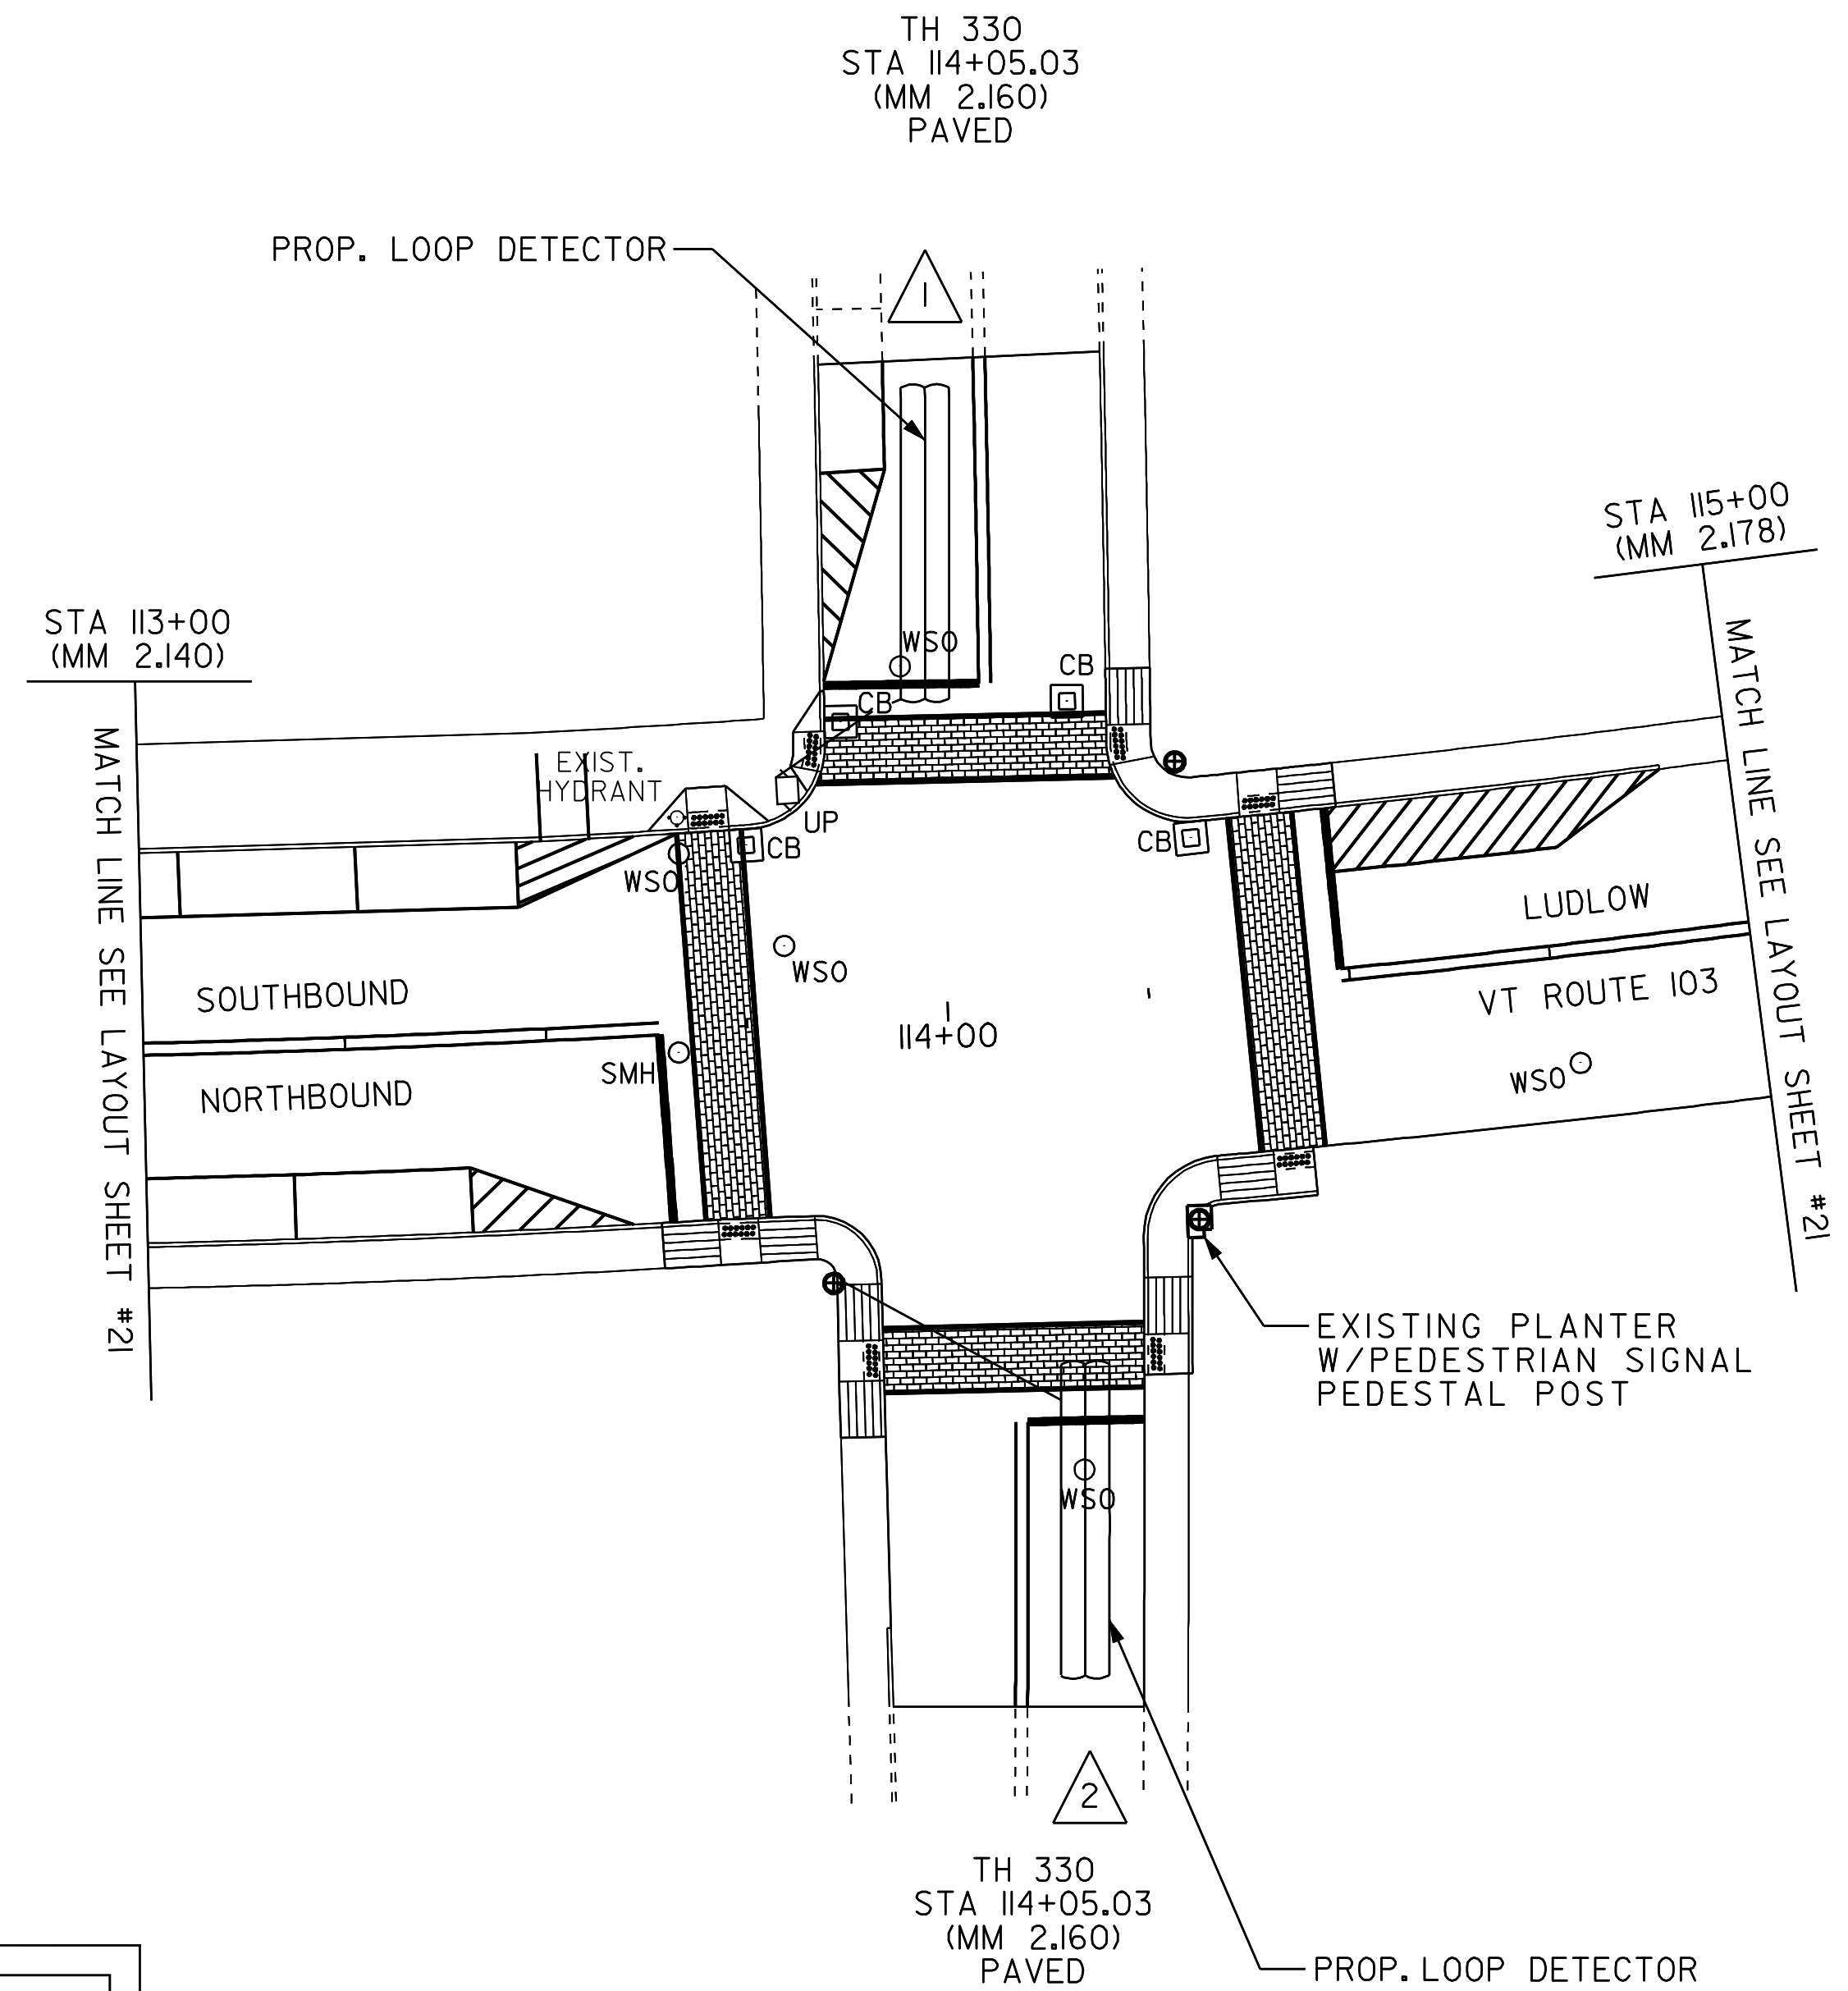 TH 330
STA 114+05.03
(MM 2.160)
PAVED
PROP. LOOP DETECTOR
1
STA 115+00
(MM 2.178)
STA 113+00
(MM 2.140)
WSO
CB
CB
MATCH LINE SEE LAYOUT SHEET #21
MATCH LINE SEE LAYOUT SHEET #21
EXIST.
HYDRANT
UP
CB
CB
WSO
LUDLOW
WSO
SOUTHBOUND
VT ROUTE 103
114+00
SMH
WSO
NORTHBOUND
EXISTING PLANTER
W/PEDESTRIAN SIGNAL
PEDESTAL POST
WSO
2
TH 330
STA 114+05.03
(MM 2.160)
PAVED
PROP. LOOP DETECTOR